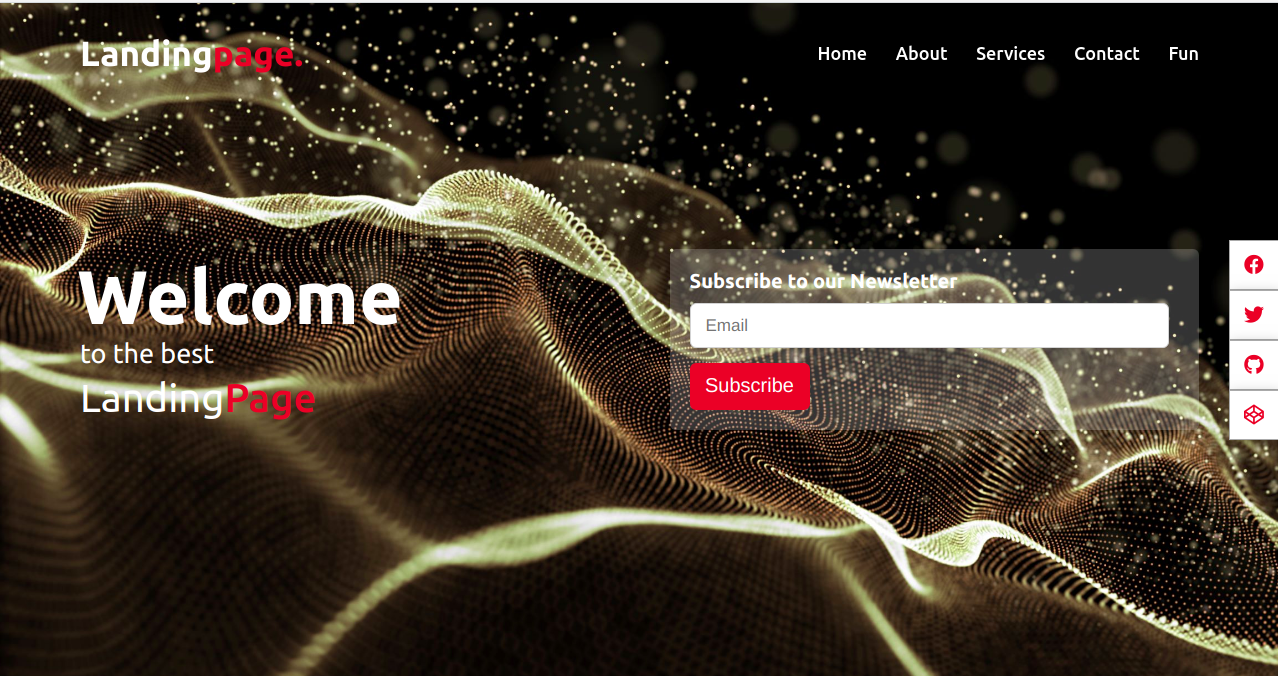 Landingpage.
Home About Services Contact Fun
Welcome
to the best
LandingPage
Subscribe to our Newsletter
Email
Subscribe